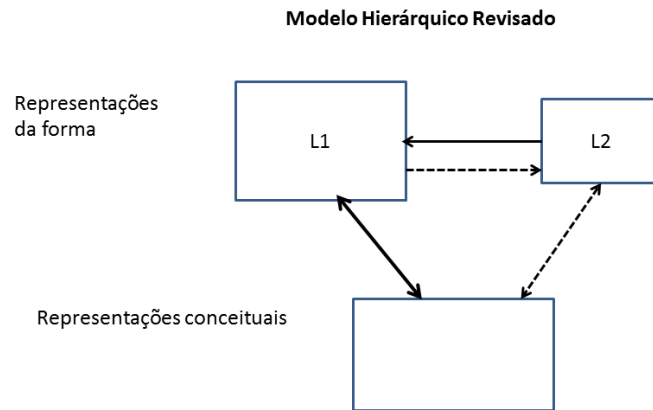 Modelo Hierárquico Revisado
Representações
da forma
L1
L2
Representações conceituais